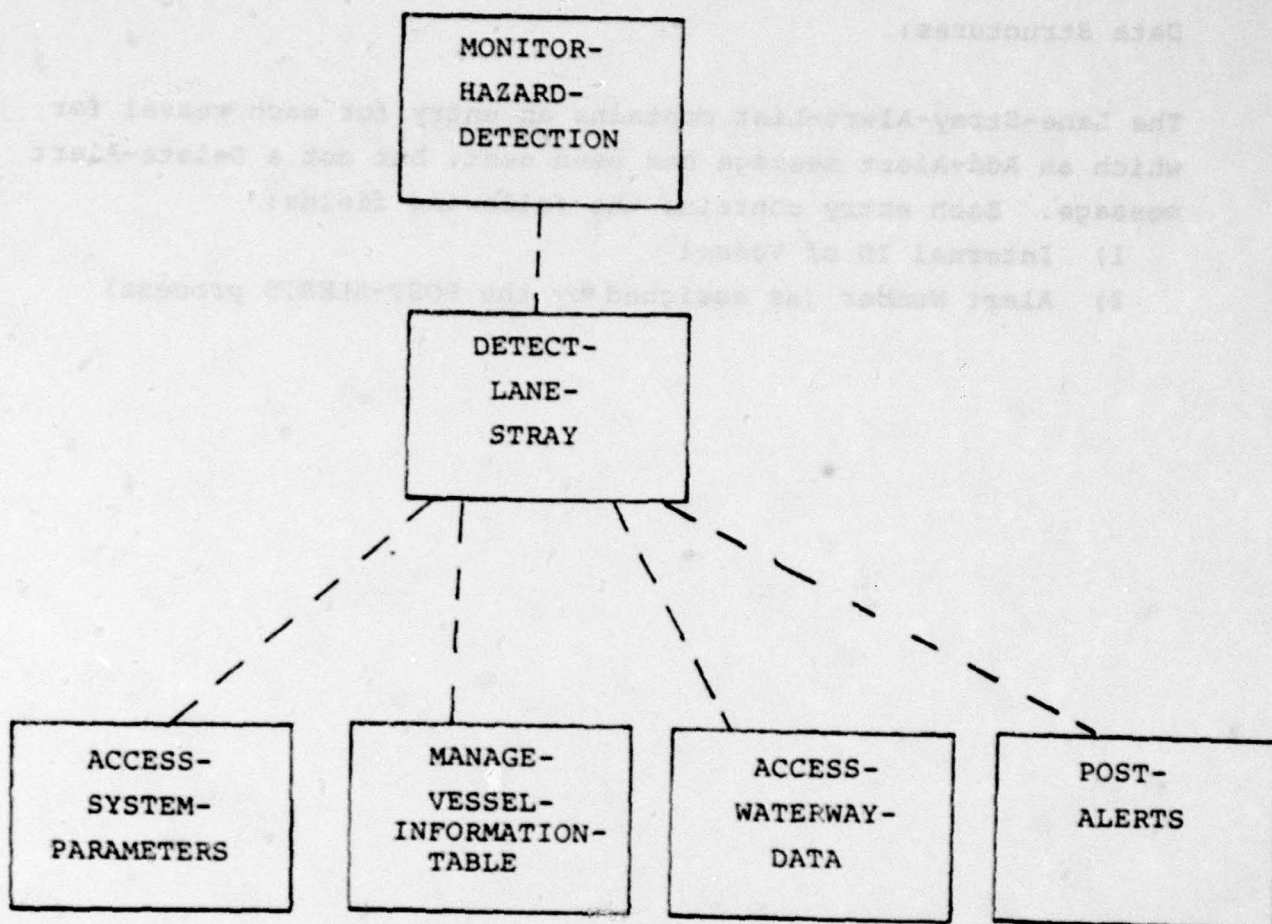 Data Structures:
The Lane-Stray-Alert-List contains an entry for each vessel for
which an Add-Alert message has been sent, but not a Delete-Alert
message. Each entry contains the following fields:
1) Internal ID of Vessel
2) Alert Number (as assigned by the POST-ALERTS process)
MONITOR-
HAZARD-
DETECTION
DETECT-
LANE-
STRAY
ACCESS-
SYSTEM-
PARAMETERS
MANAGE-
VESSEL-
INFORMATION-
TABLE
ACCESS-
WATERWAY-
DATA
POST-
ALERTS